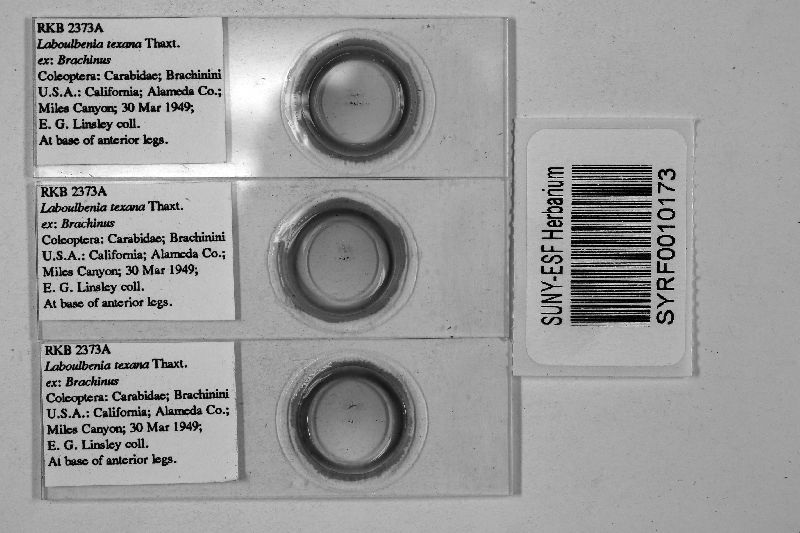 RKB 2373A
Laboulbenia texana Thaxt.
ex: Brachinus
Coleoptera: Carabidae; Brachinini
U.S.A.: California; Alameda Co.;
Miles Canyon; 30 Mar 1949;
E. G. Linsley coll.
At base of anterior legs.
RKB 2373A
Laboulbenia texana Thaxt.
ex: Brachinus
Coleoptera: Carabidae; Brachinini
U.S.A.: California; Alameda Co.;
Miles Canyon; 30 Mar 1949;
E. G. Linsley coll.
At base of anterior legs.
RKB 2373A
Laboulbenia texana Thaxt.
ex: Brachinus
Coleoptera: Carabidae; Brachinini
U.S.A.: California; Alameda Co.;
Miles Canyon; 30 Mar 1949;
E. G. Linsley coll.
At base of anterior legs.
SUNY-ESF Herbarium
SYRF0010173